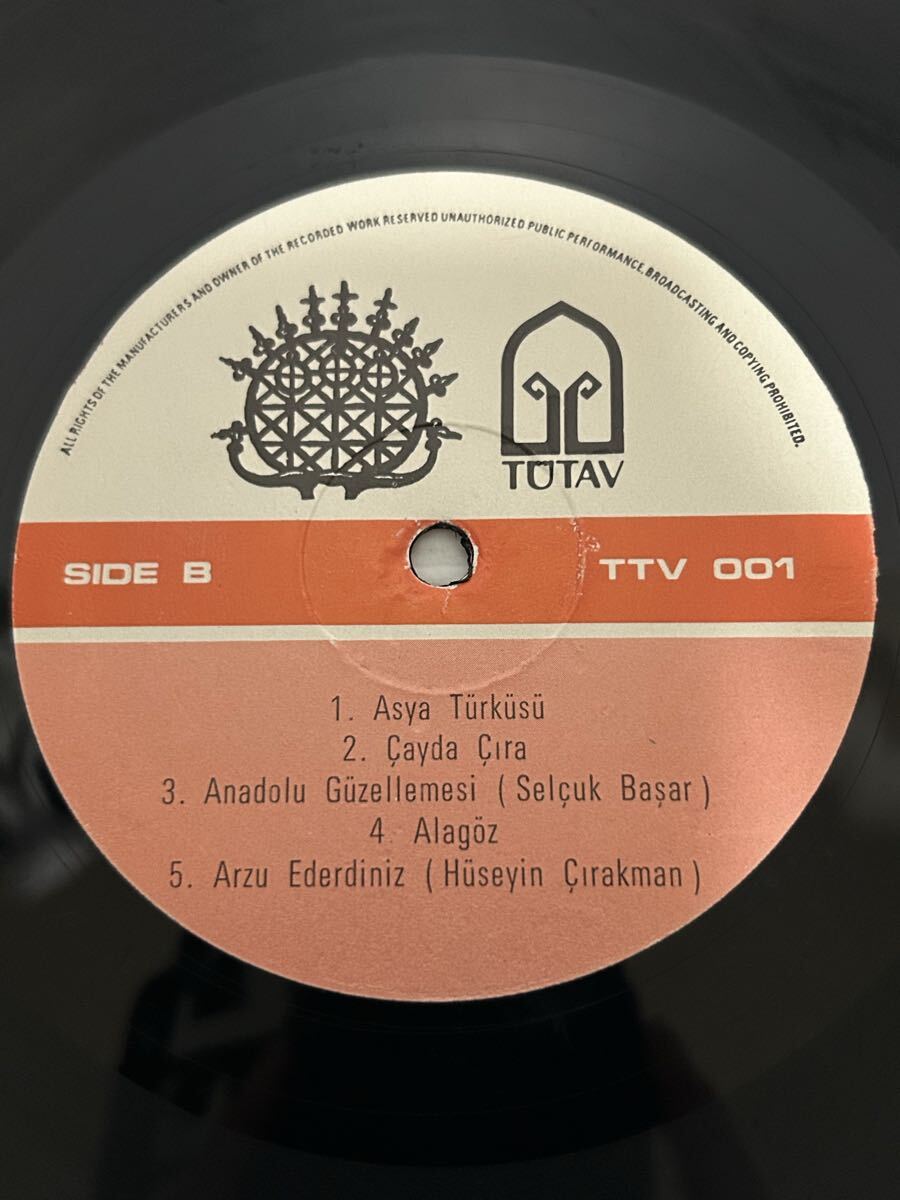 ALL RIGHTS OF THE MANUFACTURERS AND OWNER OF THE RECORDED WORK RESERVED UNAUTHORIZED PUBLIC PERFORMANCE, BROADCASTING AND COPYING PROHIBITED.
TÜTAV
SIDE B
TTV 001
1. Asya Türküsü
2. Çayda Çıra
3. Anadolu Güzellemesi ( Selçuk Başar )
4. Alagöz
5. Arzu Ederdiniz ( Hüseyin Çırakman )